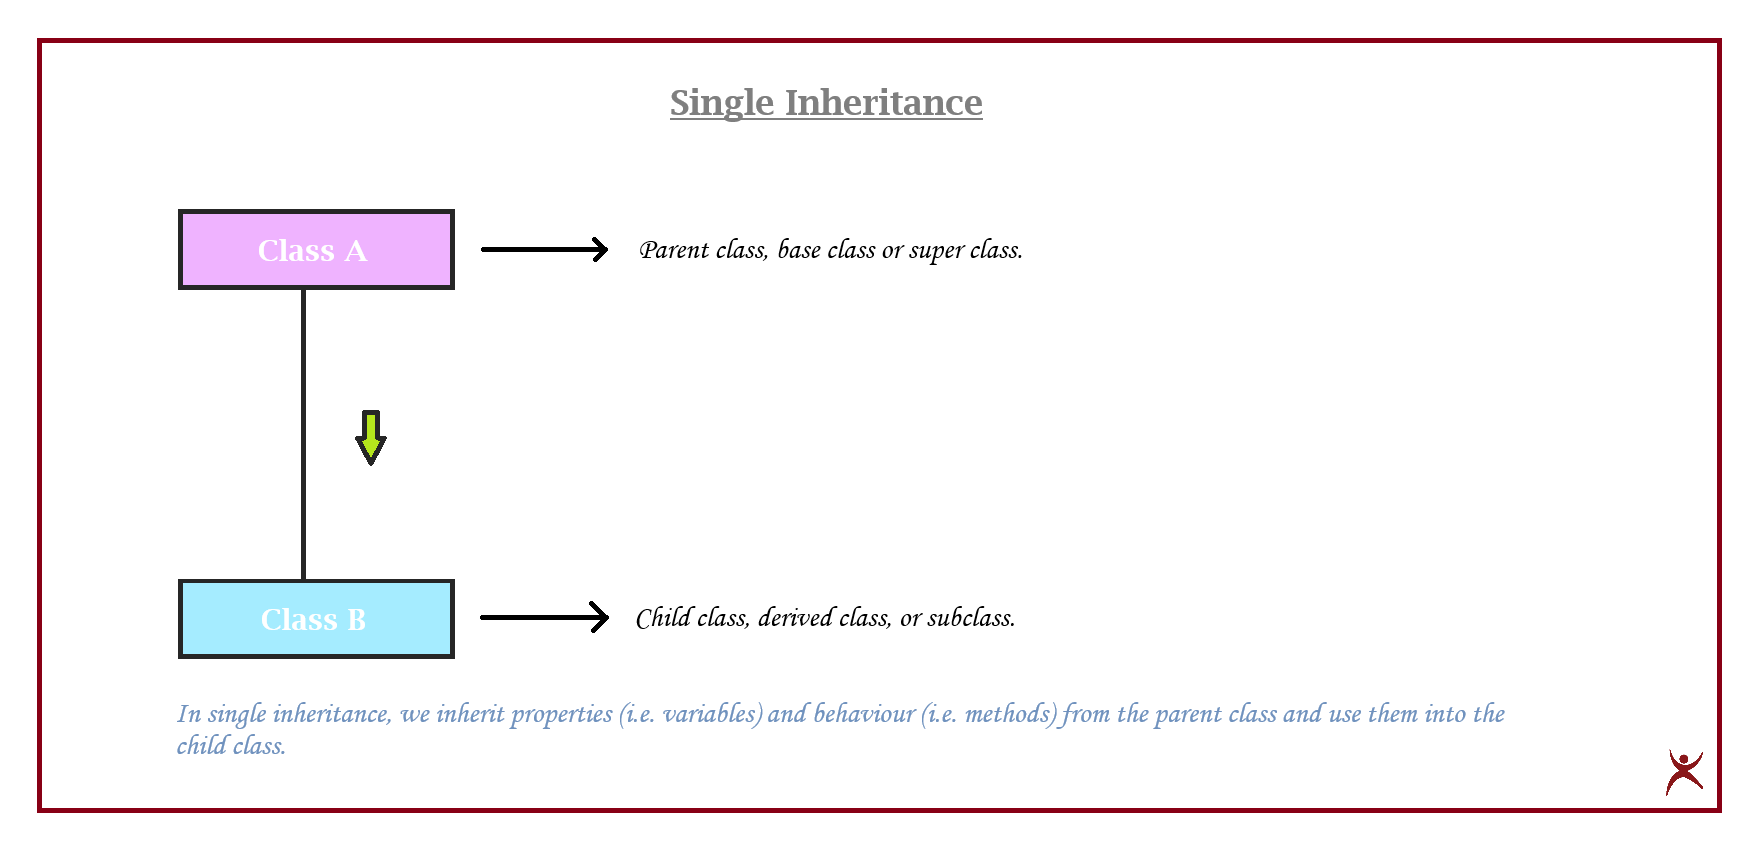 Single Inheritance
Class A
Parent class, base class or super class.
Class B
Child class, derived class, or subclass.
In single inheritance, we inherit properties (i.e. variables) and behaviour (i.e. methods) from the parent class and use them into the
child class.